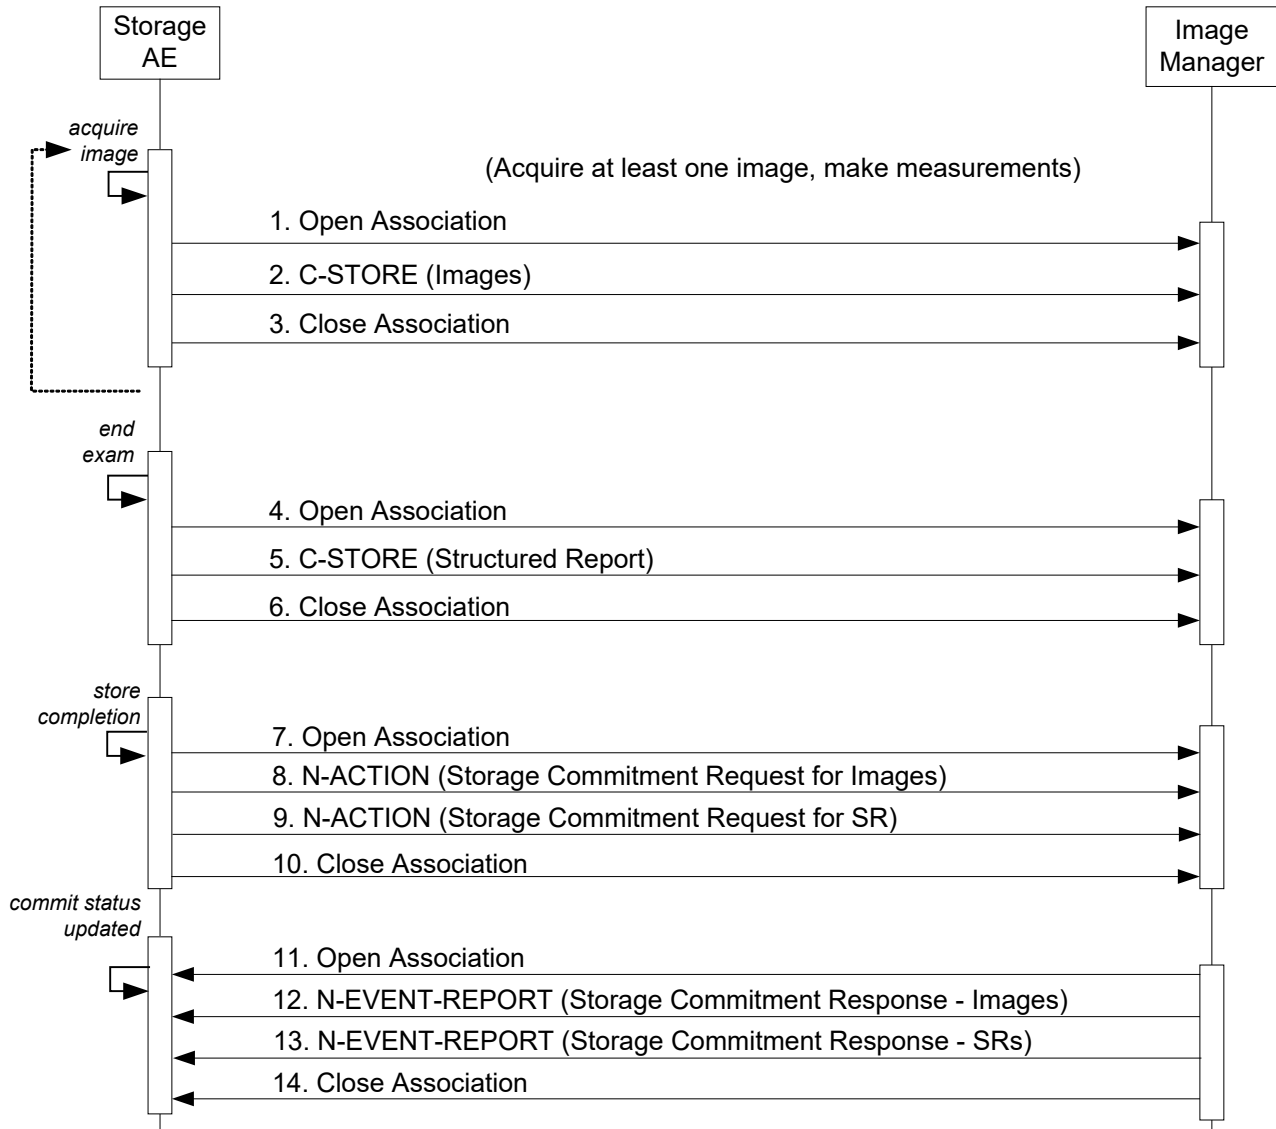 Storage
AE
Image
Manager
acquire
image
(Acquire at least one image, make measurements)
1. Open Association
2. C-STORE (Images)
3. Close Association
end
exam
4. Open Association
5. C-STORE (Structured Report)
6. Close Association
store
completion
7. Open Association
8. N-ACTION (Storage Commitment Request for Images)
9. N-ACTION (Storage Commitment Request for SR)
10. Close Association
commit status
updated
11. Open Association
12. N-EVENT-REPORT (Storage Commitment Response - Images)
13. N-EVENT-REPORT (Storage Commitment Response - SRs)
14. Close Association